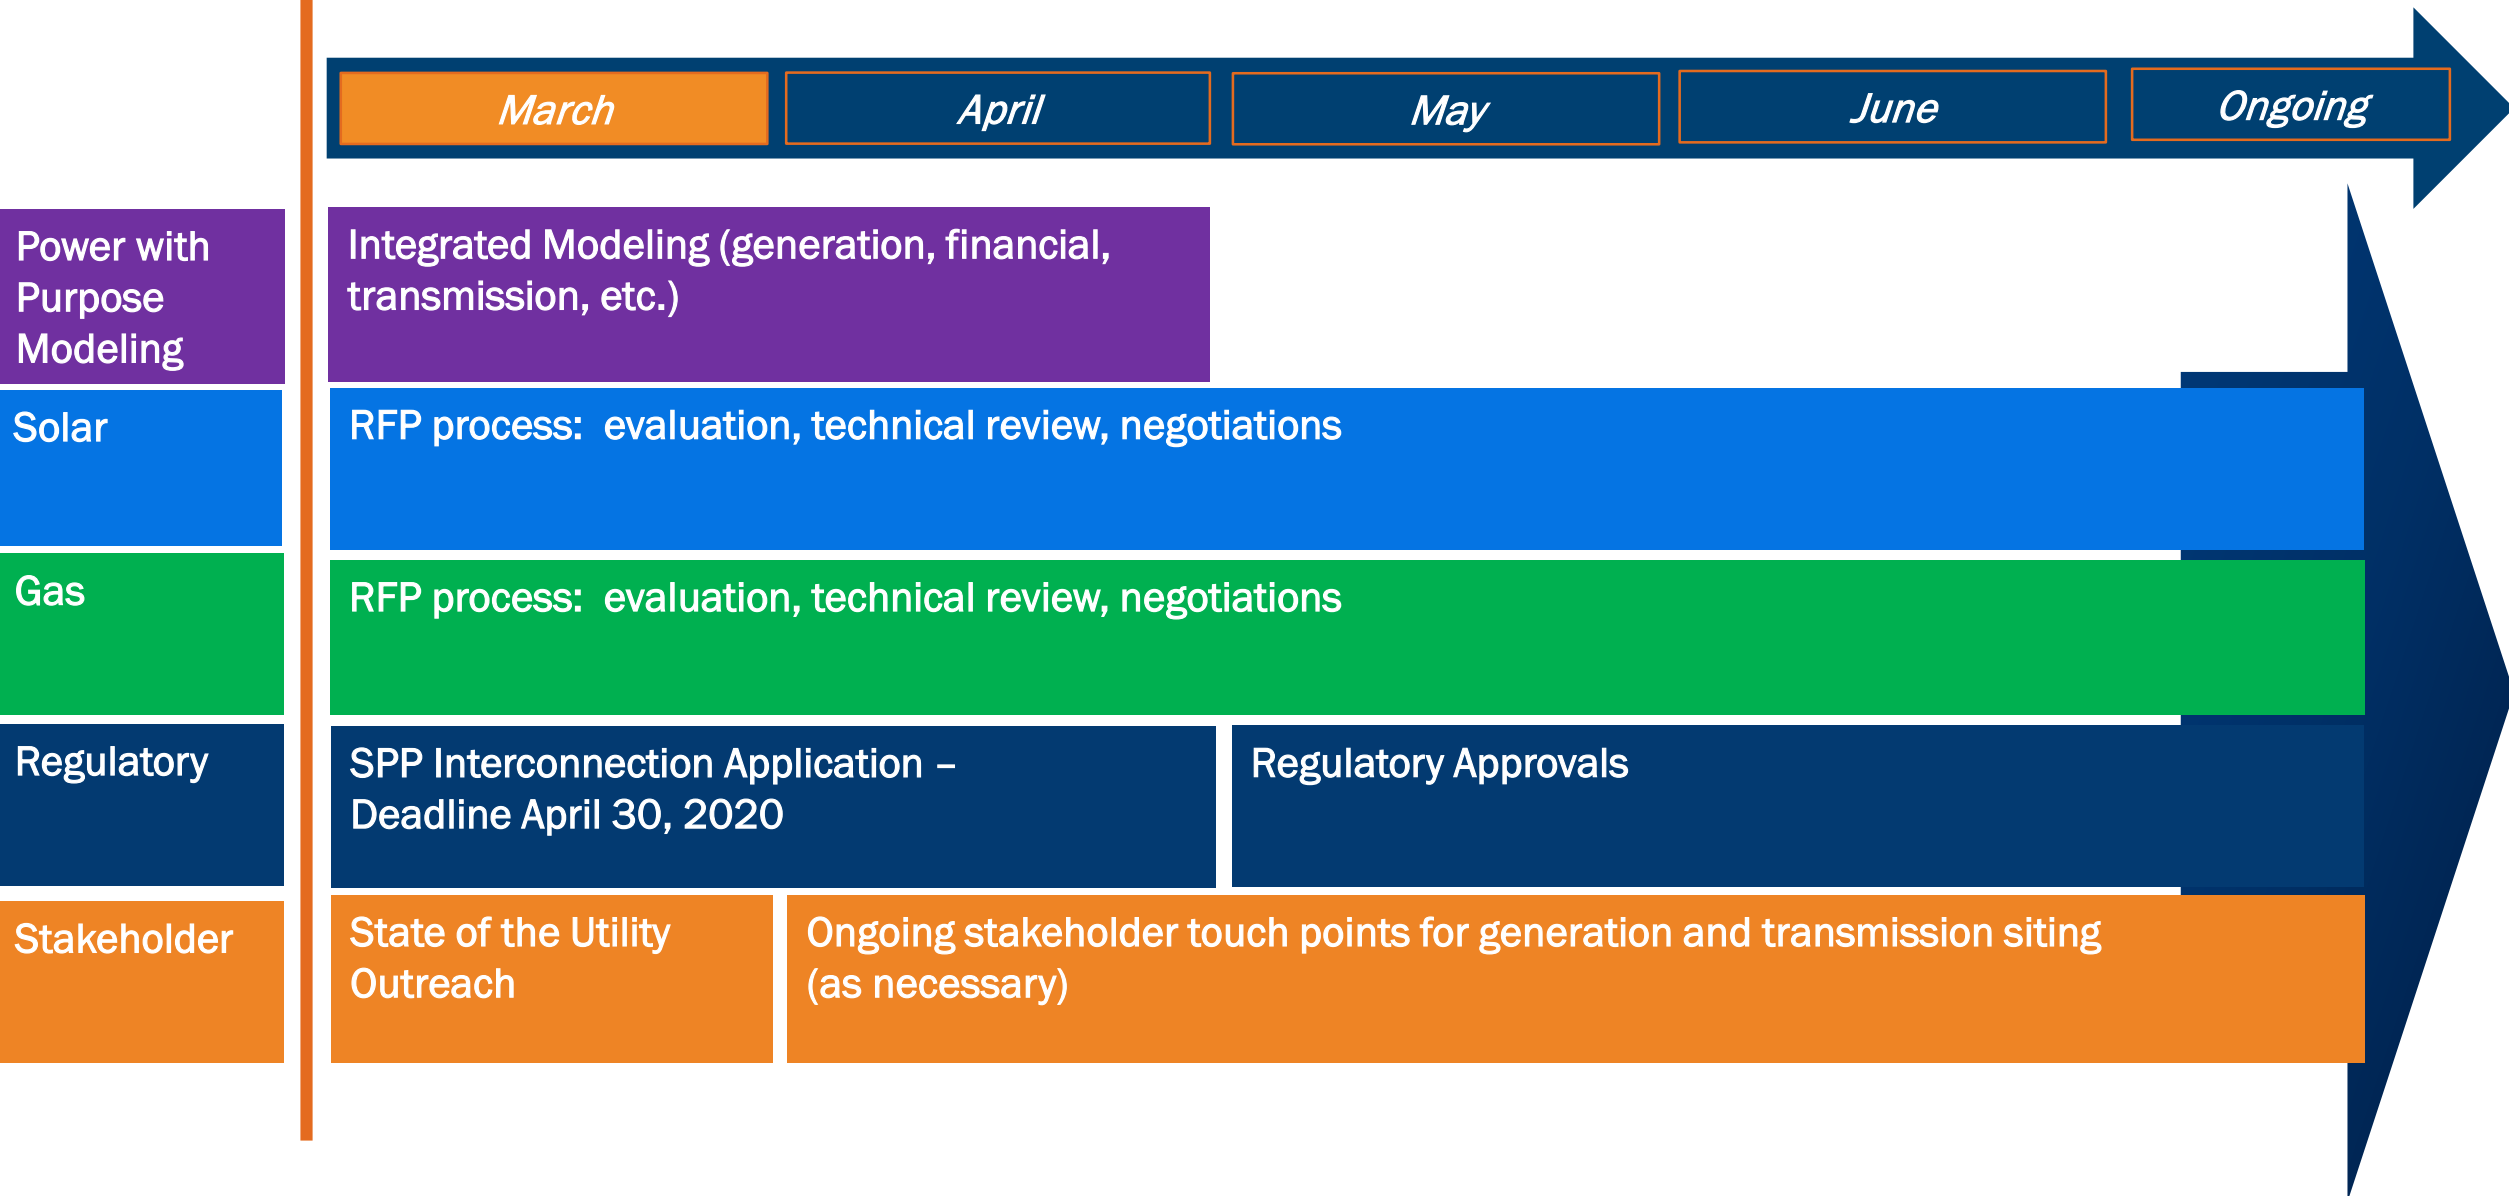 March
April
May
June
Ongoing
Power with
Purpose
Modeling
Integrated Modeling (generation, financial,
transmission, etc.)
Solar
RFP process:  evaluation, technical review, negotiations
Gas
RFP process:  evaluation, technical review, negotiations
Regulatory
SPP Interconnection Application –
Deadline April 30, 2020
Regulatory Approvals
Stakeholder
State of the Utility
Outreach
Ongoing stakeholder touch points for generation and transmission siting
(as necessary)